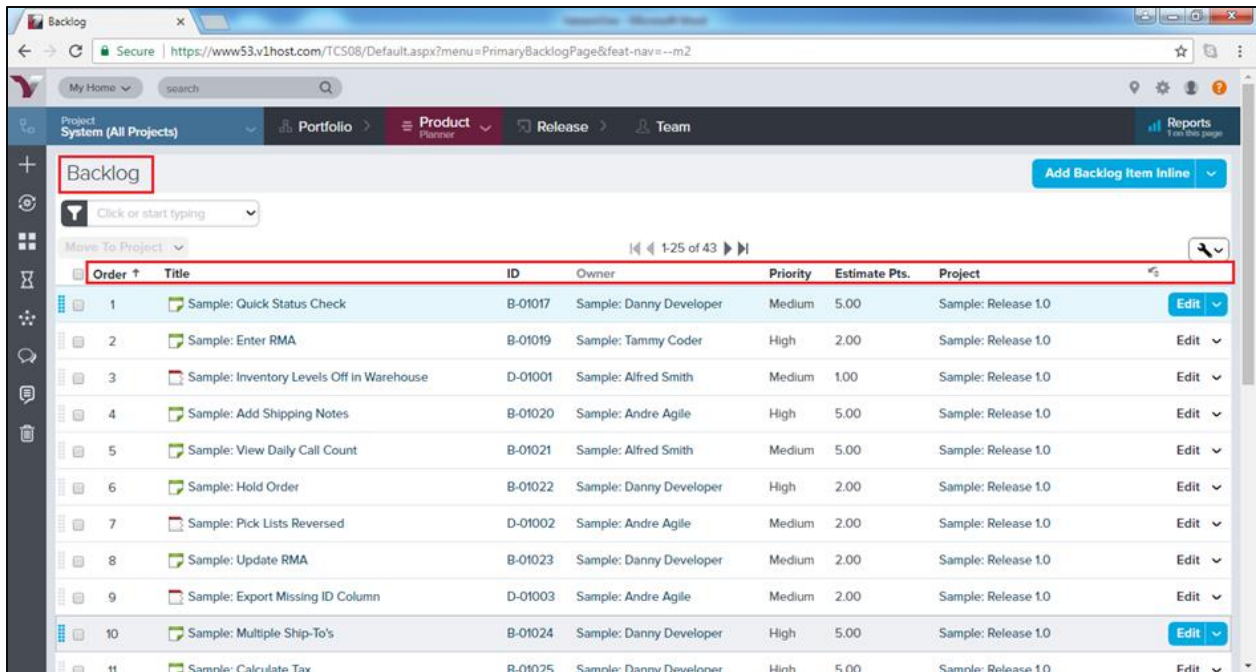 Backlog
Secure | https://www53.v1host.com/TCS08/Default.aspx?menu=PrimaryBacklogPage&feat-nav=--m2
My Home search
Project
System (All Projects) Portfolio Product Planner Release Team Reports 1 on this page
Backlog Add Backlog Item Inline
Click or start typing
Move To Project 1-25 of 43
Order ↑ Title ID Owner Priority Estimate Pts. Project
1 Sample: Quick Status Check B-01017 Sample: Danny Developer Medium 5.00 Sample: Release 1.0 Edit
2 Sample: Enter RMA B-01019 Sample: Tammy Coder High 2.00 Sample: Release 1.0 Edit
3 Sample: Inventory Levels Off in Warehouse D-01001 Sample: Alfred Smith Medium 1.00 Sample: Release 1.0 Edit
4 Sample: Add Shipping Notes B-01020 Sample: Andre Agile High 5.00 Sample: Release 1.0 Edit
5 Sample: View Daily Call Count B-01021 Sample: Alfred Smith Medium 5.00 Sample: Release 1.0 Edit
6 Sample: Hold Order B-01022 Sample: Danny Developer High 2.00 Sample: Release 1.0 Edit
7 Sample: Pick Lists Reversed D-01002 Sample: Andre Agile Medium 2.00 Sample: Release 1.0 Edit
8 Sample: Update RMA B-01023 Sample: Danny Developer Medium 2.00 Sample: Release 1.0 Edit
9 Sample: Export Missing ID Column D-01003 Sample: Andre Agile Medium 2.00 Sample: Release 1.0 Edit
10 Sample: Multiple Ship-To's B-01024 Sample: Danny Developer High 5.00 Sample: Release 1.0 Edit
11 Sample: Calculate Tax B-01025 Sample: Danny Developer High 5.00 Sample: Release 1.0 Edit